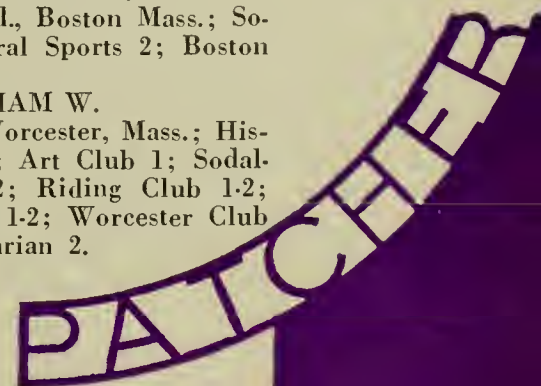 Boston Mass.; So-
ral Sports 2; Boston
IAM W.
Worcester, Mass.; His-
; Art Club 1; Sodal-
2; Riding Club 1-2;
1-2; Worcester Club
rian 2.
PATCHER